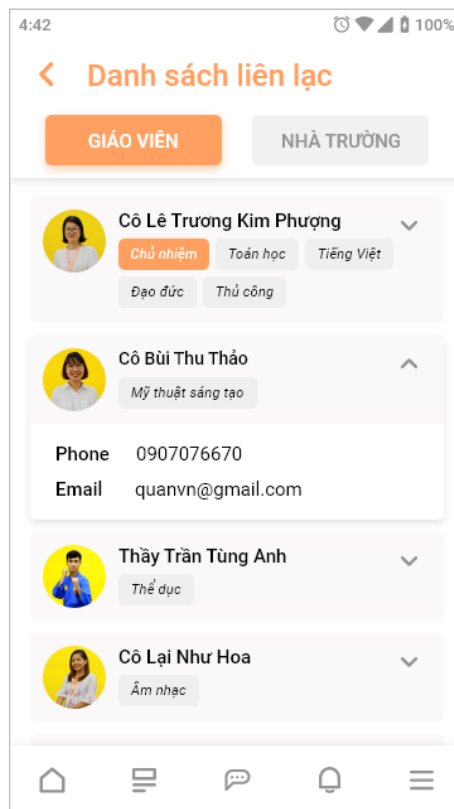 4:42 100%
Danh sách liên lạc
GIÁO VIÊN NHÀ TRƯỜNG
Cô Lê Trương Kim Phượng
Chủ nhiệm Toán học Tiếng Việt
Đạo đức Thủ công
Cô Bùi Thu Thảo
Mỹ thuật sáng tạo
Phone 0907076670
Email quanvn@gmail.com
Thầy Trần Tùng Anh
Thể dục
Cô Lại Như Hoa
Âm nhạc